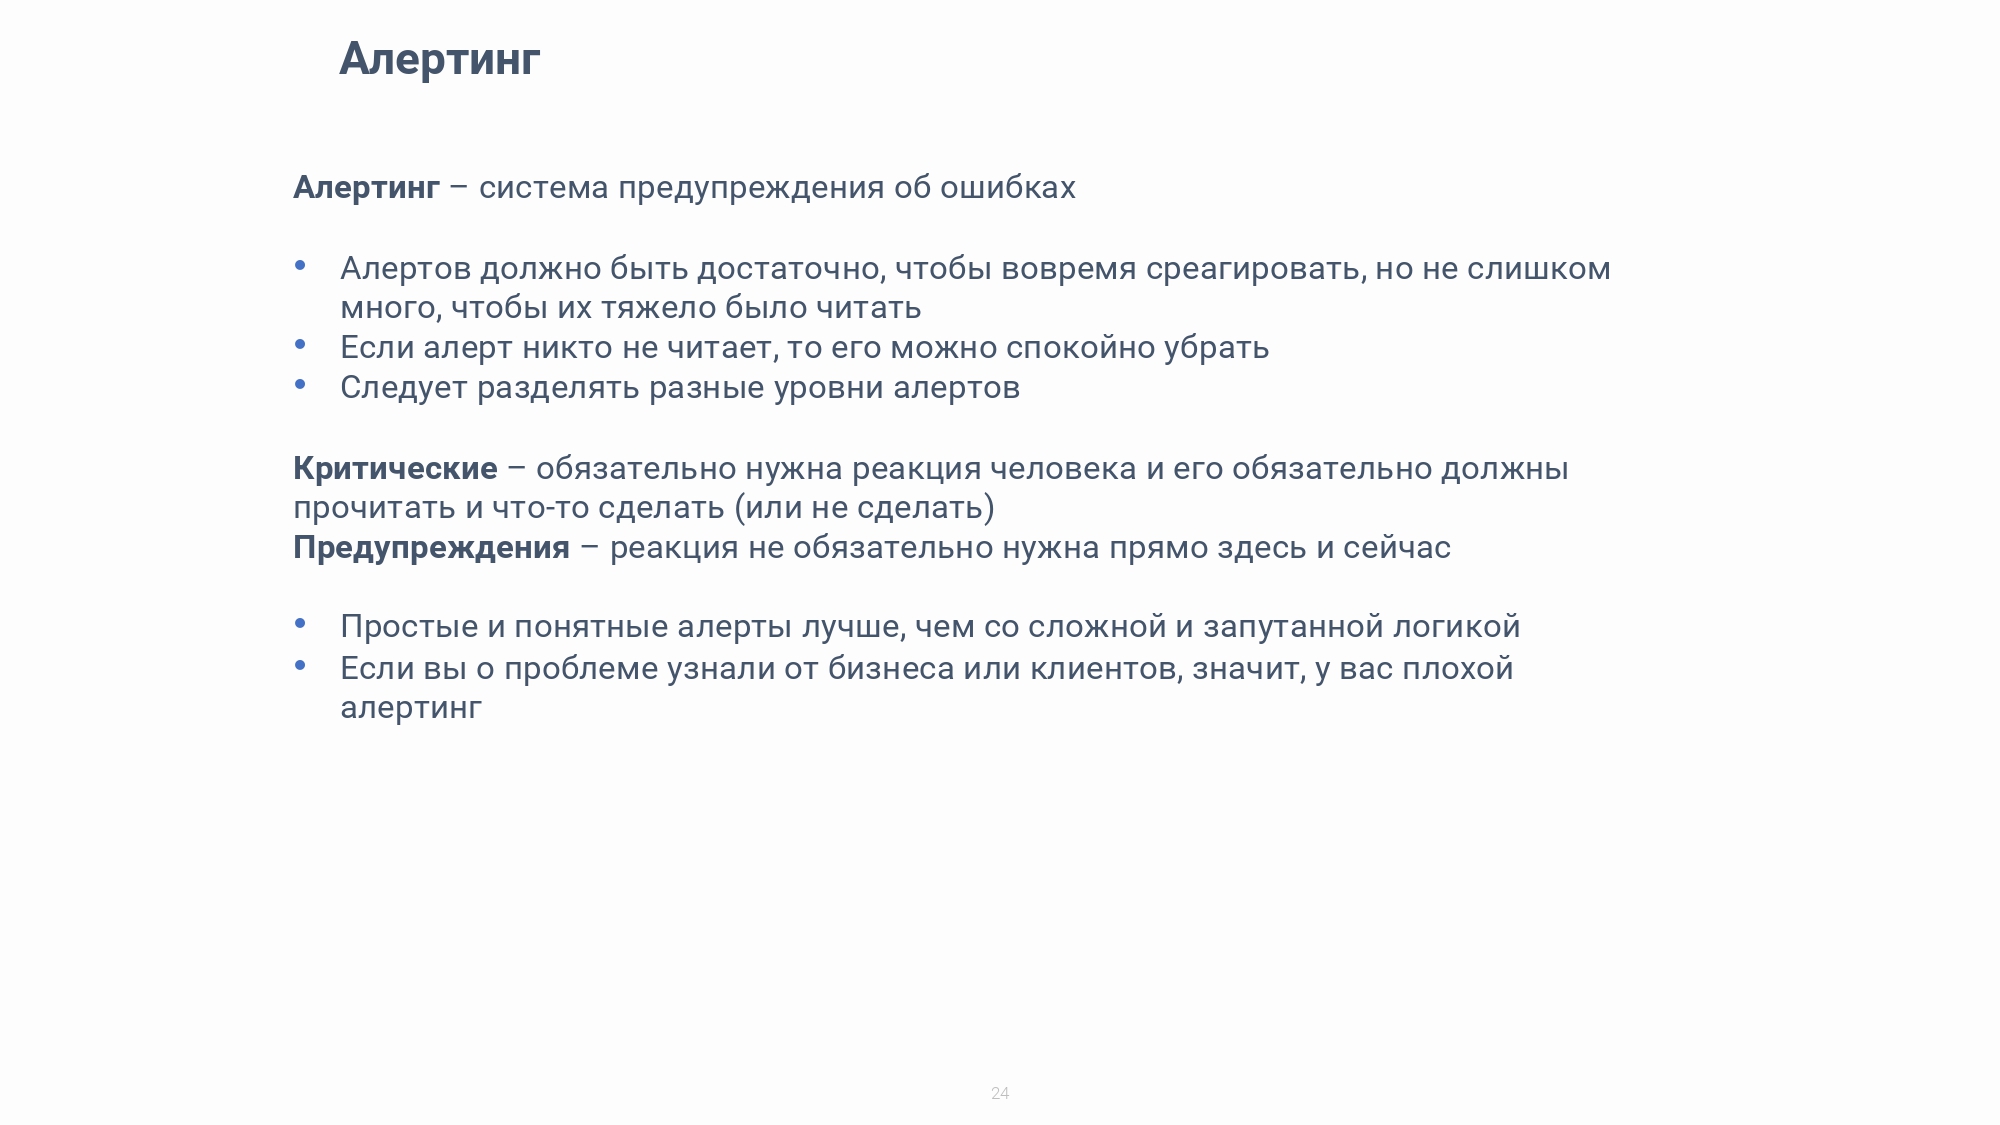 Алертинг
Алертинг – система предупреждения об ошибках
• Алертов должно быть достаточно, чтобы вовремя среагировать, но не слишком
много, чтобы их тяжело было читать
• Если алерт никто не читает, то его можно спокойно убрать
• Следует разделять разные уровни алертов
Критические – обязательно нужна реакция человека и его обязательно должны
прочитать и что-то сделать (или не сделать)
Предупреждения – реакция не обязательно нужна прямо здесь и сейчас
• Простые и понятные алерты лучше, чем со сложной и запутанной логикой
• Если вы о проблеме узнали от бизнеса или клиентов, значит, у вас плохой
алертинг
24